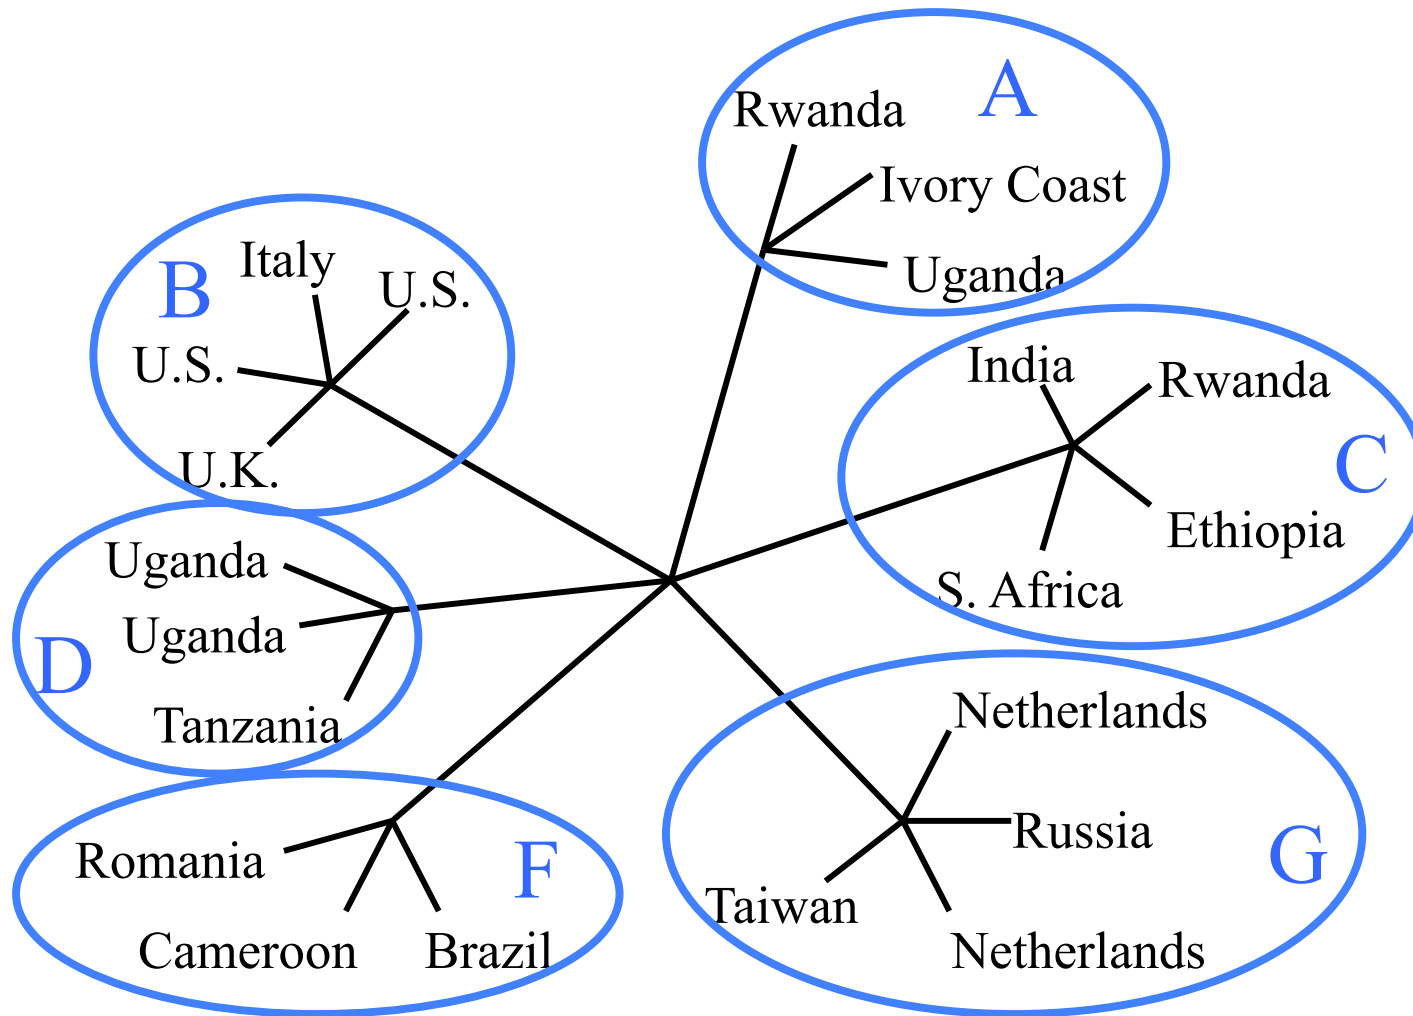 A
Rwanda
Ivory Coast
Uganda
B
Italy
U.S.
U.S.
U.K.
C
India
Rwanda
Ethiopia
S. Africa
D
Uganda
Uganda
Tanzania
F
Romania
Cameroon
Brazil
G
Netherlands
Russia
Taiwan
Netherlands